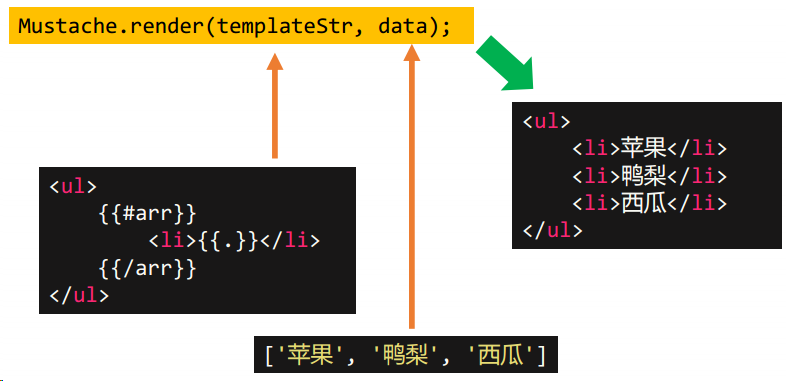 Mustache.render(templateStr, data);
<ul>
    {{#arr}}
        <li>{{.}}</li>
    {{/arr}}
</ul>
<ul>
    <li>苹果</li>
    <li>鸭梨</li>
    <li>西瓜</li>
</ul>
['苹果', '鸭梨', '西瓜']